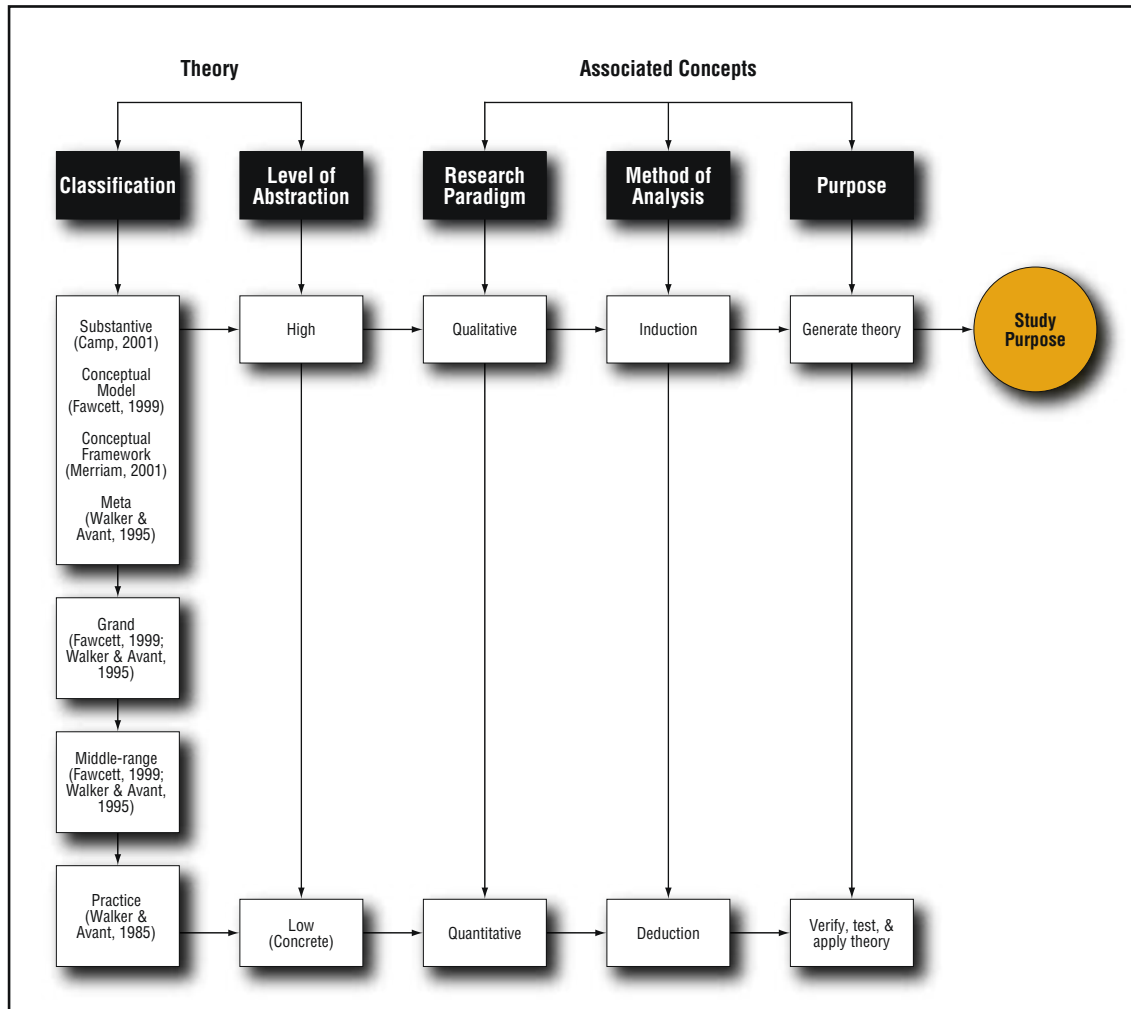 Theory
Associated Concepts
Classification
Level of
Abstraction
Research
Paradigm
Method of
Analysis
Purpose
Substantive
(Camp, 2001)
Conceptual
Model
(Fawcett, 1999)
Conceptual
Framework
(Merriam, 2001)
Meta
(Walker &
Avant, 1995)
High
Qualitative
Induction
Generate theory
Study
Purpose
Grand
(Fawcett, 1999;
Walker & Avant,
1995)
Middle-range
(Fawcett, 1999;
Walker & Avant,
1995)
Practice
(Walker &
Avant, 1985)
Low
(Concrete)
Quantitative
Deduction
Verify, test, &
apply theory